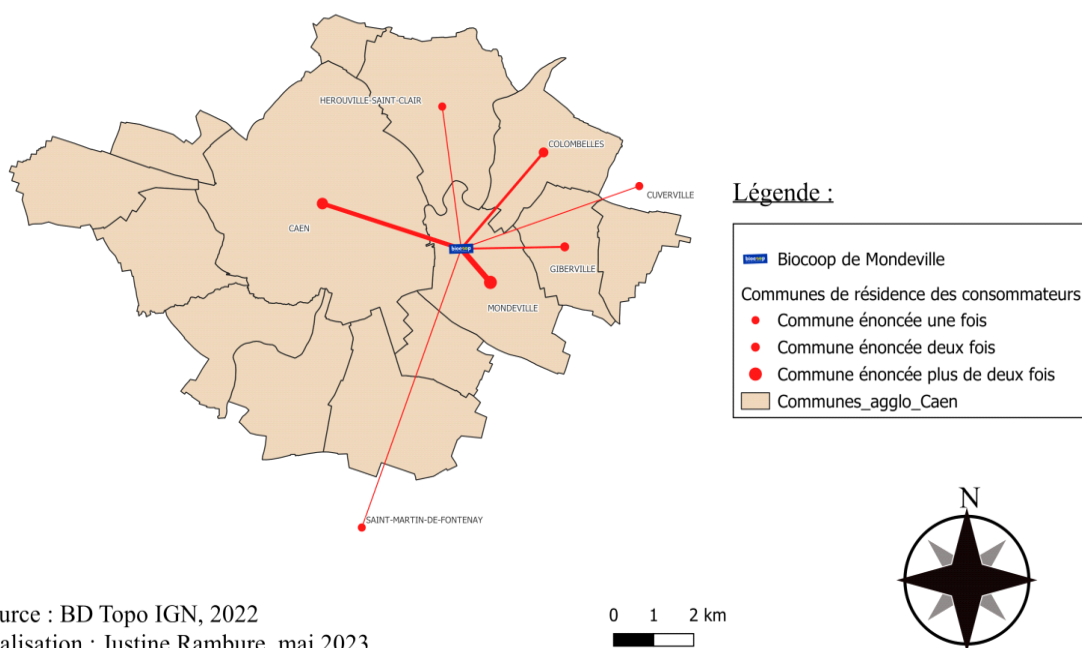 HEROUVILLE-SAINT-CLAIR
COLOMBELLES
CUVERVILLE
CAEN
biocoop
GIBERVILLE
MONDEVILLE
SAINT-MARTIN-DE-FONTENAY
Légende :
biocoop Biocoop de Mondeville
Communes de résidence des consommateurs
Commune énoncée une fois
Commune énoncée deux fois
Commune énoncée plus de deux fois
Communes_agglo_Caen
N
urce : BD Topo IGN, 2022
alisation : Justine Rambure, mai 2023
0 1 2 km